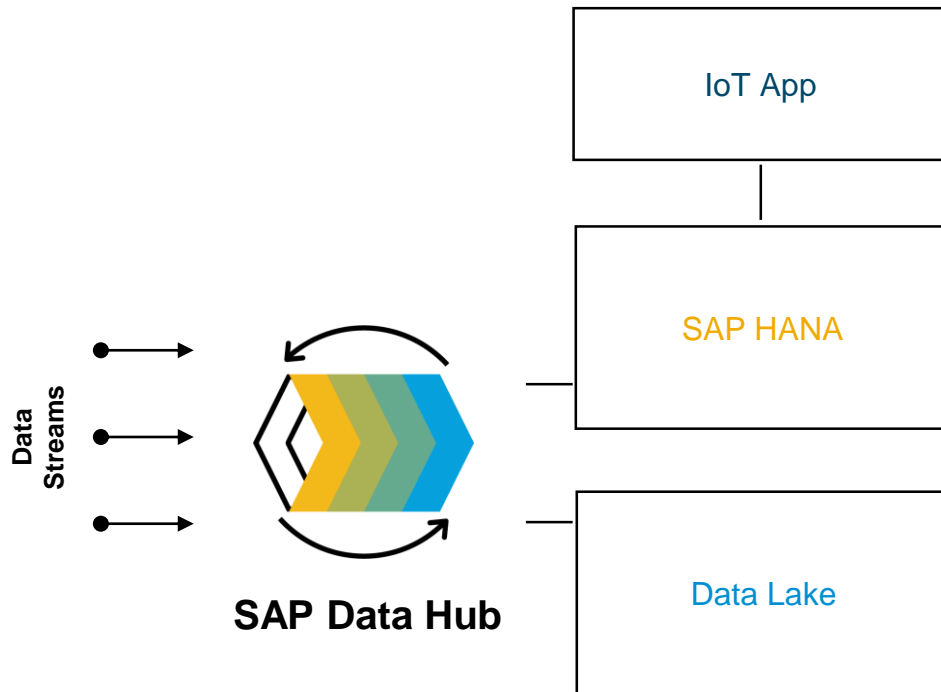 IoT App
SAP HANA
Data
Streams
Data Lake
SAP Data Hub